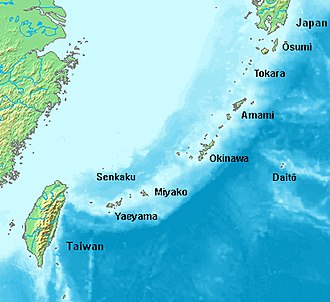 Japan
Ōsumi
Tokara
Amami
Okinawa
Senkaku
Daitō
Miyako
Yaeyama
Taiwan